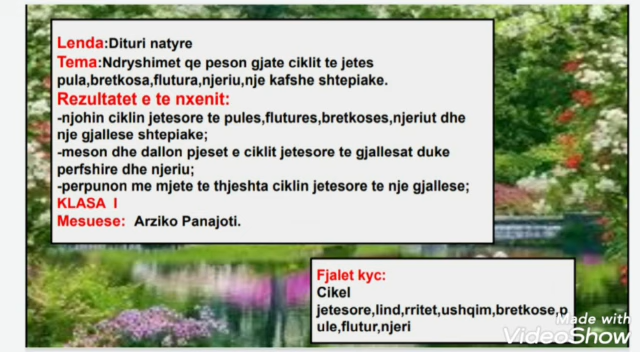 Lenda:Dituri natyre
Tema:Ndryshimet qe peson gjate ciklit te jetes
pula,bretkosa,flutura,njeriu,nje kafshe shtepiake.
Rezultatet e te nxenit:
-njohin ciklin jetesore te pules,flutures,bretkoses,njeriut dhe
nje gjallese shtepiake;
-meson dhe dallon pjeset e ciklit jetesore te gjallesat duke
perfshire dhe njeriu;
-perpunon me mjete te thjeshta ciklin jetesore te nje gjallese;
KLASA I
Mesuese: Arziko Panajoti.
Fjalet kyc:
Cikel
jetesore,lind,rritet,ushqim,bretkose,p
ule,flutur,njeri
Made with
VideoShow